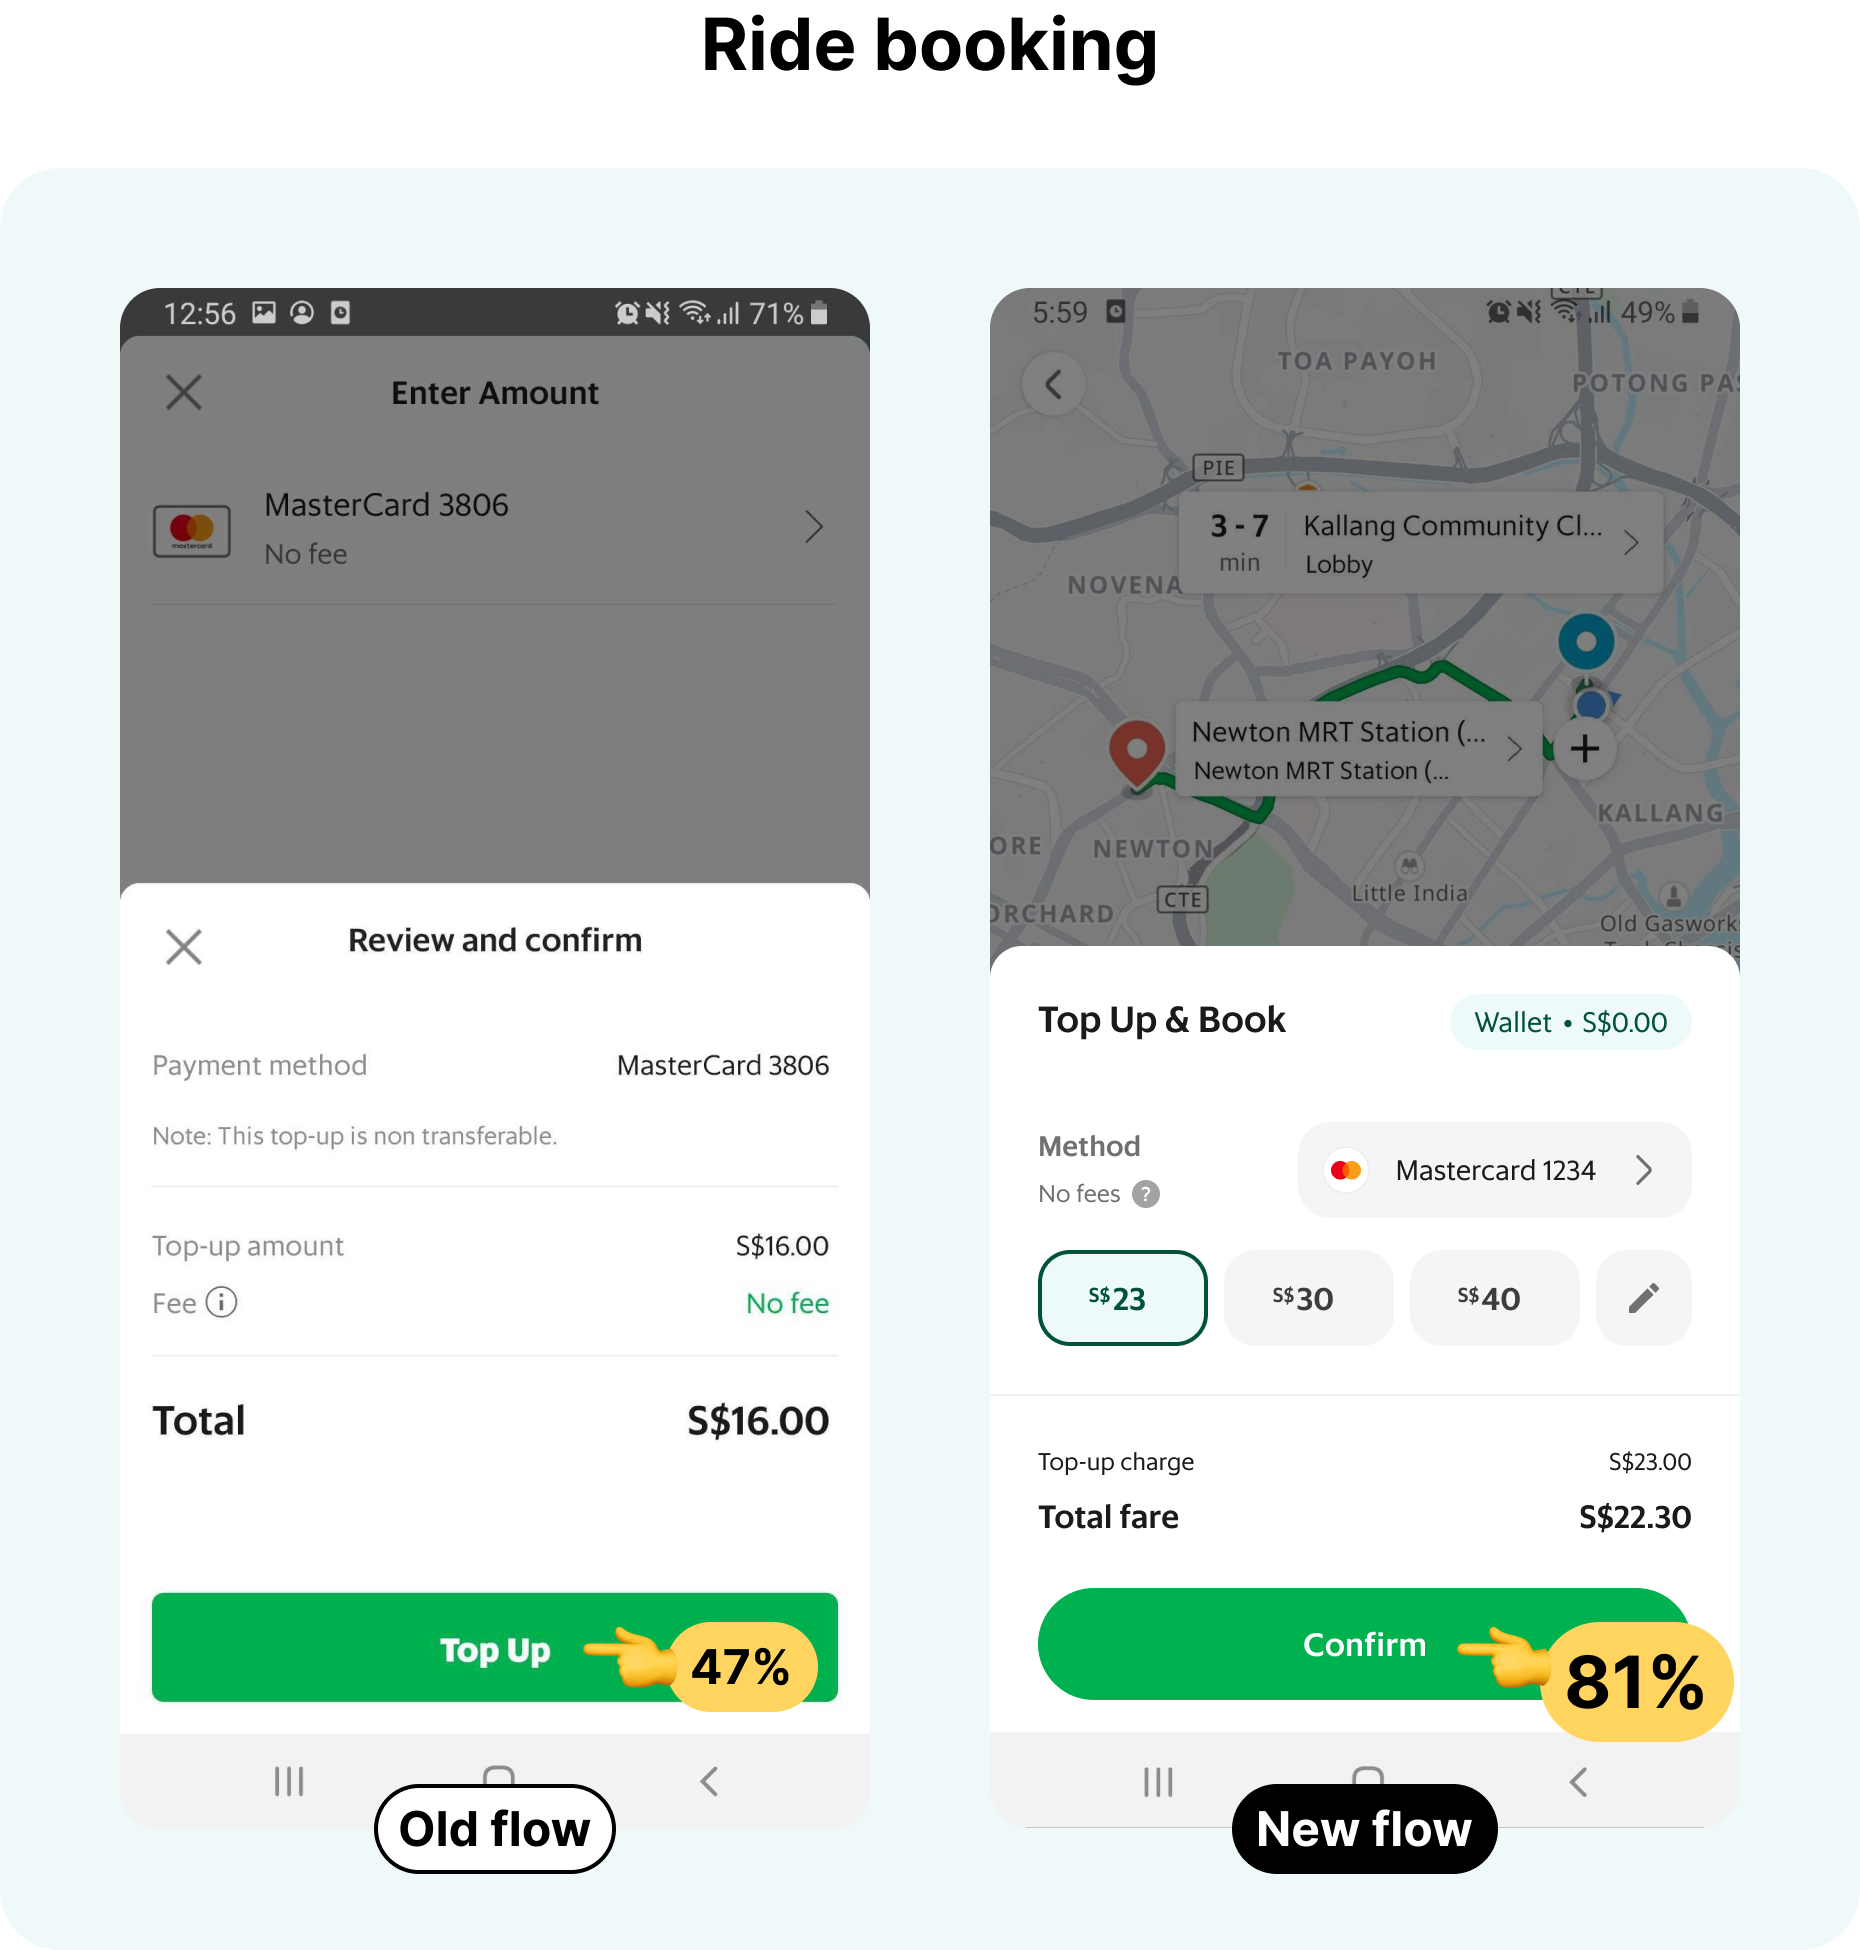 Ride booking
12:56
71%
Enter Amount
MasterCard 3806
mastercard
No fee
Review and confirm
Payment method
MasterCard 3806
Note: This top-up is non transferable.
Top-up amount
S$16.00
Fee
No fee
Total
S$16.00
Top Up
47%
Old flow
5:59
CTE
49%
TOA PAYOH
POTONG PAS
PIE
3 - 7
min
Kallang Community Cl...
Lobby
NOVENA
Newton MRT Station (...
Newton MRT Station (...
KALLANG
ORE
NEWTON
Little India
CTE
ORCHARD
Old Gasworks
Top Up & Book
Wallet • S$0.00
Method
No fees
Mastercard 1234
S$23
S$30
S$40
Top-up charge
S$23.00
Total fare
S$22.30
Confirm
81%
New flow